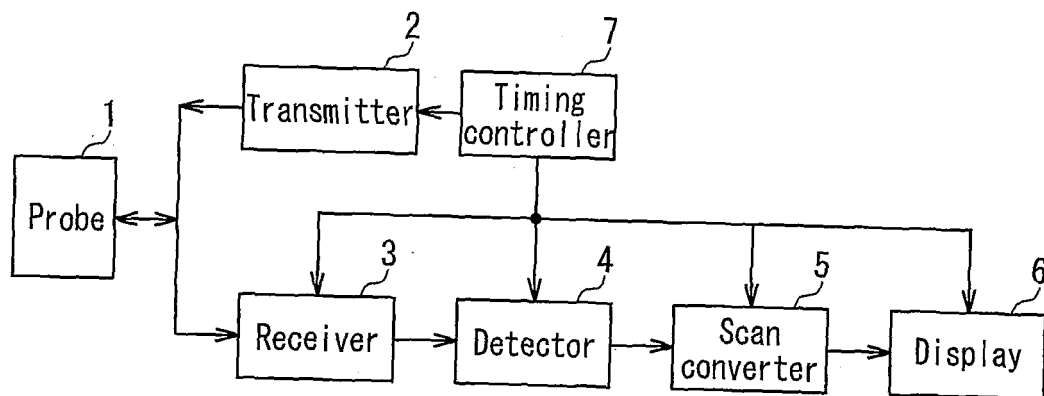 2
7
Transmitter
Timing
controller
1
Probe
3
4
5
6
Receiver
Detector
Scan
converter
Display